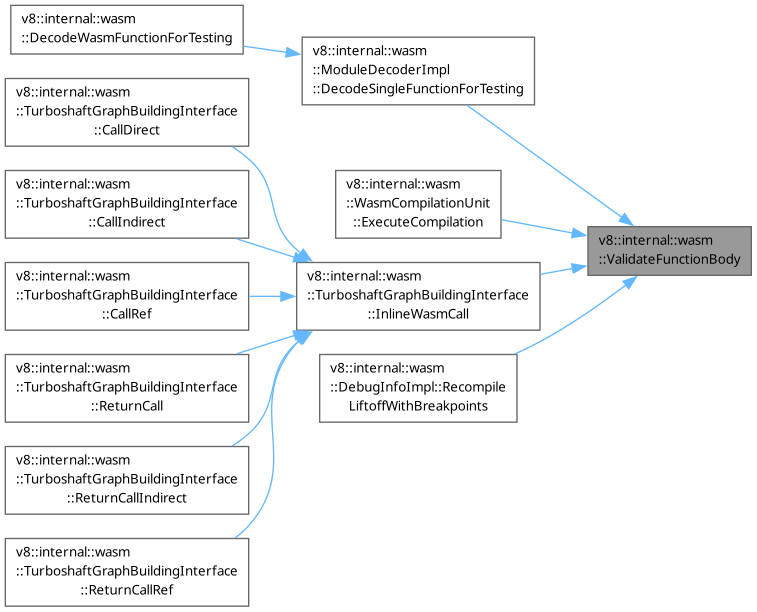 v8::internal::wasm
::DecodeWasmFunctionForTesting
v8::internal::wasm
::ModuleDecoderImpl
::DecodeSingleFunctionForTesting
v8::internal::wasm
::TurboshaftGraphBuildingInterface
::CallDirect
v8::internal::wasm
::TurboshaftGraphBuildingInterface
::CallIndirect
v8::internal::wasm
::WasmCompilationUnit
::ExecuteCompilation
v8::internal::wasm
::ValidateFunctionBody
v8::internal::wasm
::TurboshaftGraphBuildingInterface
::CallRef
v8::internal::wasm
::TurboshaftGraphBuildingInterface
::InlineWasmCall
v8::internal::wasm
::TurboshaftGraphBuildingInterface
::ReturnCall
v8::internal::wasm
::DebugInfoImpl::Recompile
LiftoffWithBreakpoints
v8::internal::wasm
::TurboshaftGraphBuildingInterface
::ReturnCallIndirect
v8::internal::wasm
::TurboshaftGraphBuildingInterface
::ReturnCallRef